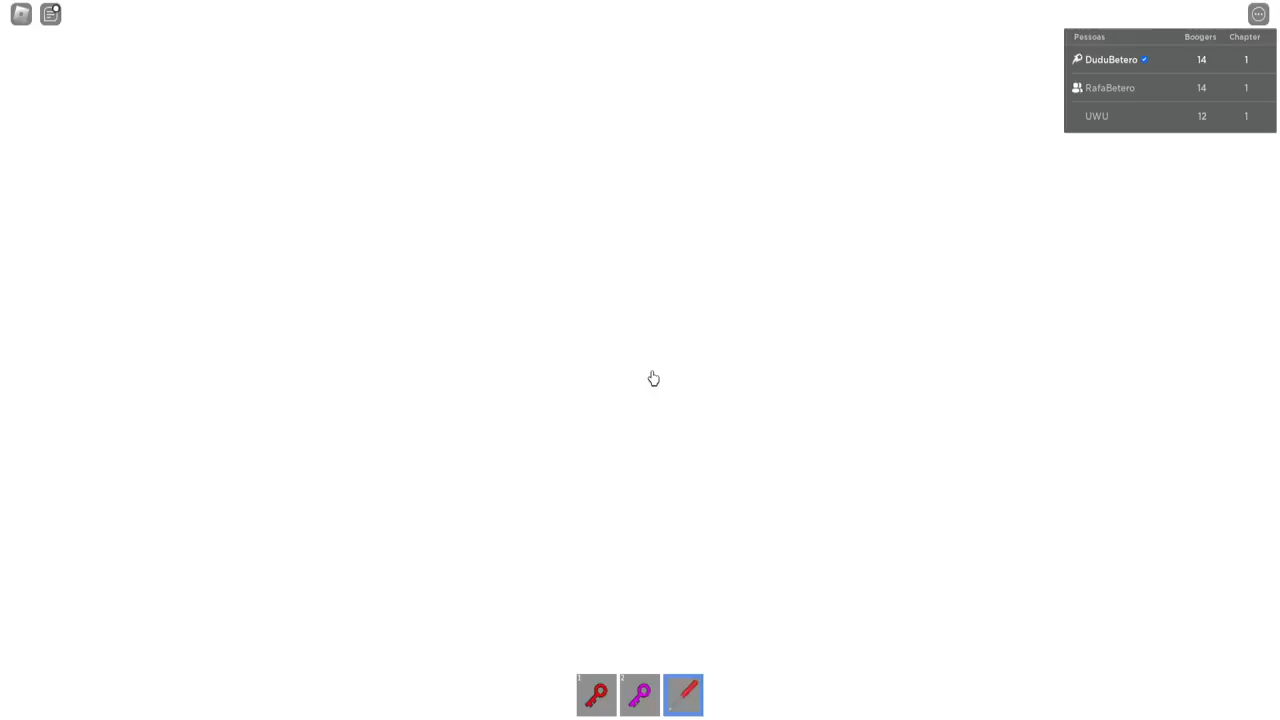 Pessoas Boogers Chapter
DuduBetero 14 1
RafaBetero 14 1
UWU 12 1
1 2